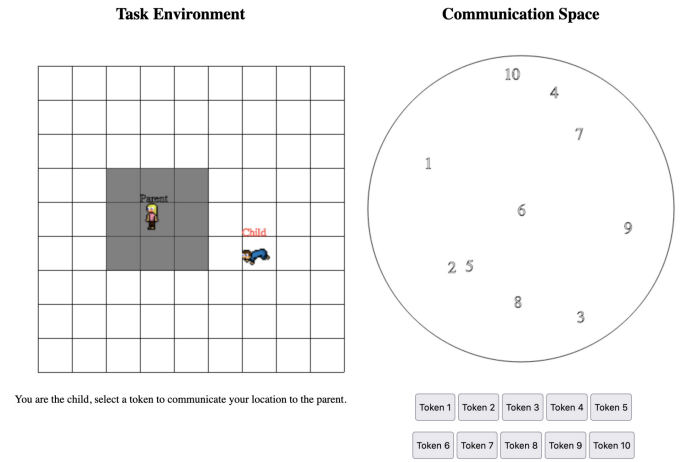 Task Environment
Communication Space
Parent
Child
10
4
7
1
6
9
2 5
8
3
You are the child, select a token to communicate your location to the parent.
Token 1 Token 2 Token 3 Token 4 Token 5
Token 6 Token 7 Token 8 Token 9 Token 10